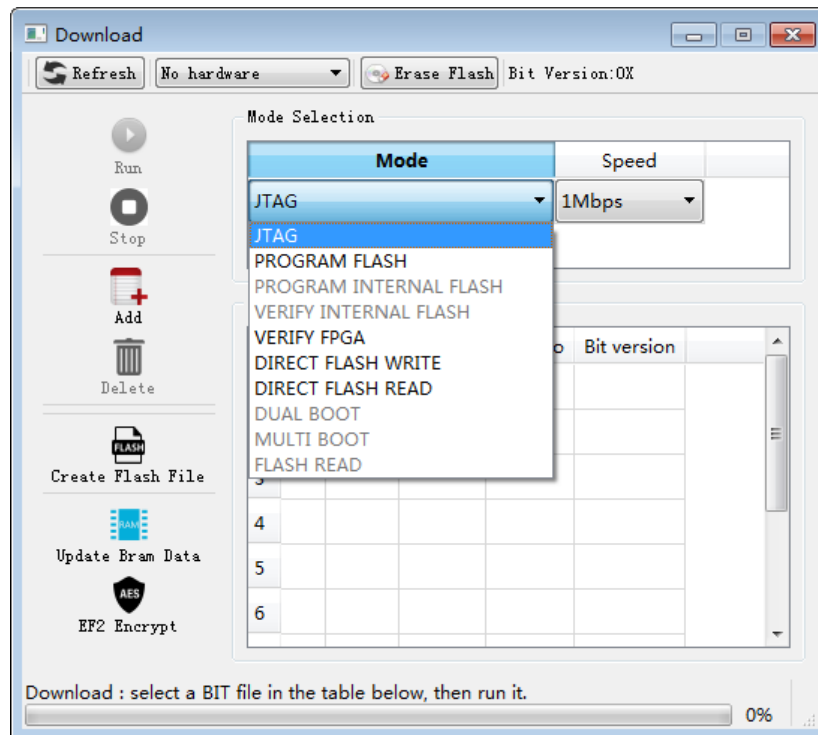 Download
Refresh No hardware Erase Flash Bit Version:0X
Mode Selection
Run
Stop
Add
Delete
Create Flash File
FLASH
Update Bram Data
RAM
EF2 Encrypt
AES
Mode Speed
JTAG 1Mbps
JTAG
PROGRAM FLASH
PROGRAM INTERNAL FLASH
VERIFY INTERNAL FLASH
VERIFY FPGA
DIRECT FLASH WRITE
DIRECT FLASH READ
DUAL BOOT
MULTI BOOT
FLASH READ
Bit version
4
5
6
Download : select a BIT file in the table below, then run it.
0%